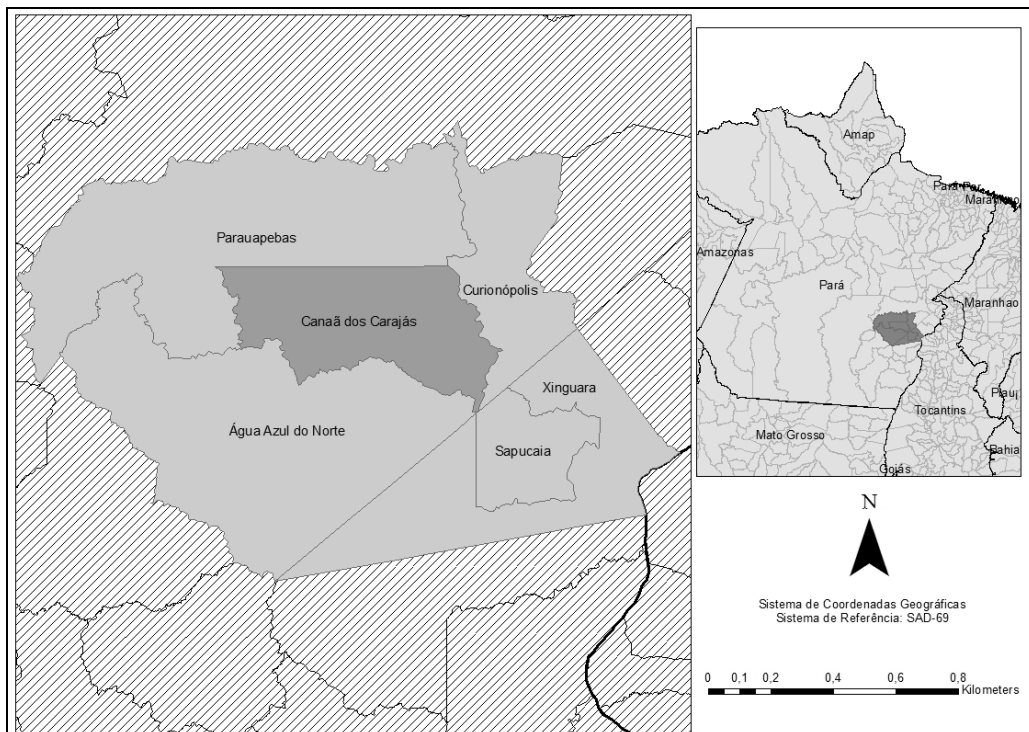 Parauapebas
Curionópolis
Canaã dos Carajás
Xinguara
Água Azul do Norte
Sapucaia
Amap
Maranhao
Amazonas
Pará
Maranhao
Piauí
Tocantins
Mato Grosso
Bahia
Goiás
N
Sistema de Coordenadas Geográficas
Sistema de Referência: SAD-69
0 0,1 0,2 0,4 0,6 0,8
Kilometers